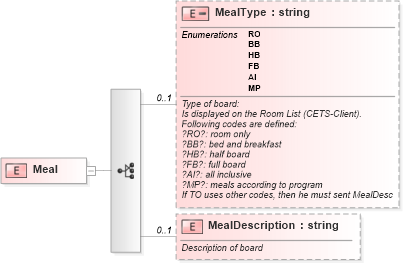 E MealType : string
Enumerations RO
BB
HB
FB
AI
MP
0..1
Type of board:
Is displayed on the Room List (CETS-Client).
Following codes are defined:
?RO?: room only
?BB?: bed and breakfast
?HB?: half board
?FB?: full board
?AI?: all inclusive
?MP?: meals according to program
If TO uses other codes, then he must sent MealDesc
E Meal
0..1
E MealDescription : string
Description of board